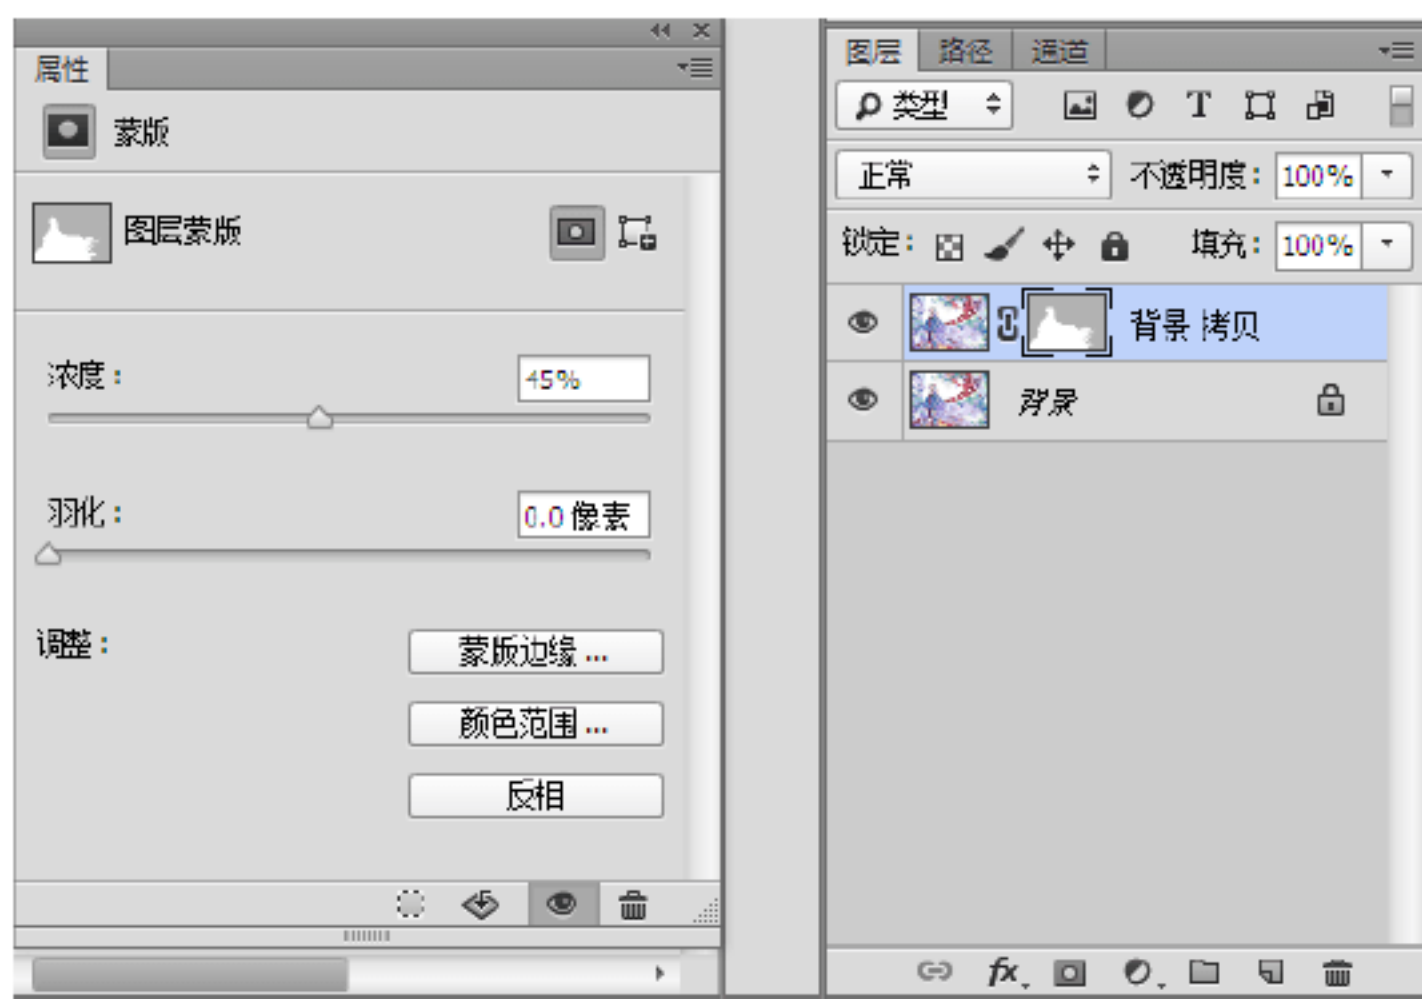 属性
蒙版
图层蒙版
浓度：
45%
羽化：
0.0 像素
调整：
蒙版边缘 ...
颜色范围 ...
反相
图层 路径 通道
类型
正常
不透明度：100%
锁定：
填充：100%
背景 拷贝
背景